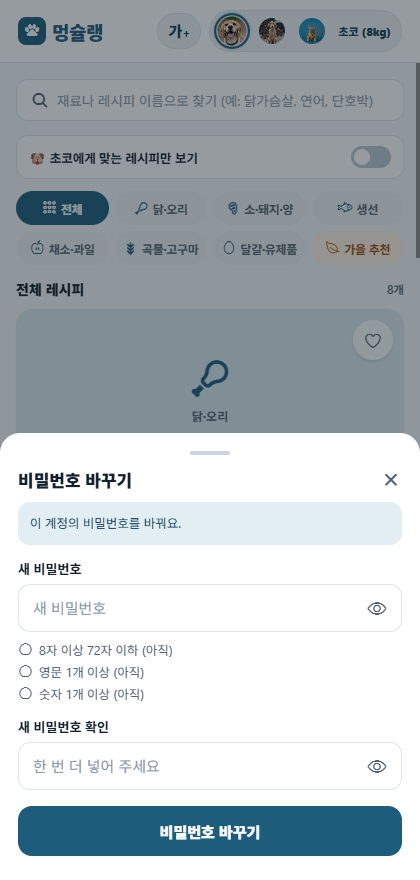 멍슐랭
가+
초코 (8kg)
재료나 레시피 이름으로 찾기 (예: 닭가슴살, 연어, 단호박)
초코에게 맞는 레시피만 보기
전체
닭·오리
소·돼지·양
생선
채소·과일
곡물·고구마
달걀·유제품
가을 추천
전체 레시피
8개
닭·오리
비밀번호 바꾸기
이 계정의 비밀번호를 바꿔요.
새 비밀번호
새 비밀번호
8자 이상 72자 이하 (아직)
영문 1개 이상 (아직)
숫자 1개 이상 (아직)
새 비밀번호 확인
한 번 더 넣어 주세요
비밀번호 바꾸기